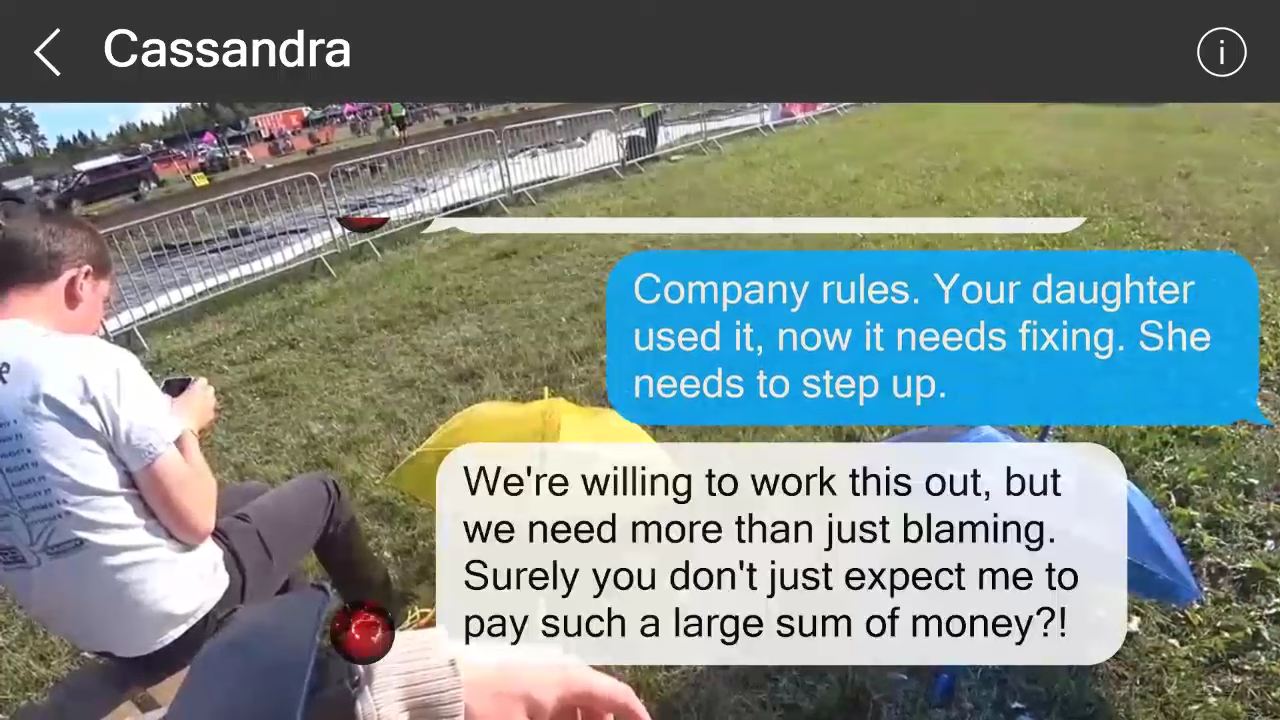 Cassandra
Company rules. Your daughter
used it, now it needs fixing. She
needs to step up.
We're willing to work this out, but
we need more than just blaming.
Surely you don't just expect me to
pay such a large sum of money?!